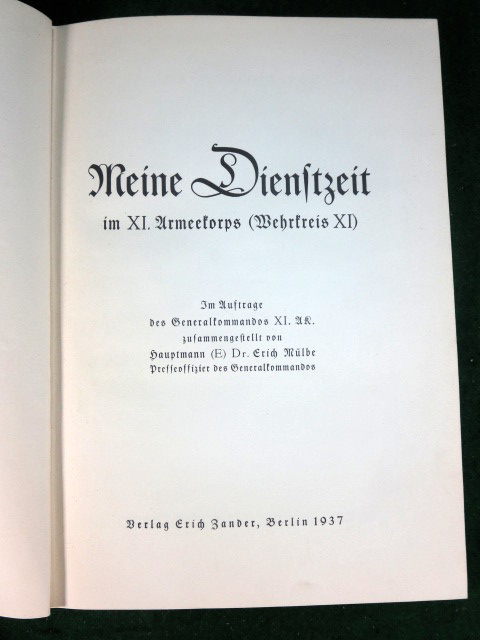 Meine Dienstzeit
im XI. Armeekorps (Wehrkreis XI)
Im Auftrage
des Generalkommandos XI. AK.
zusammengestellt von
Hauptmann (E) Dr. Erich Mülbe
Presseoffizier des Generalkommandos
Verlag Erich Zander, Berlin 1937